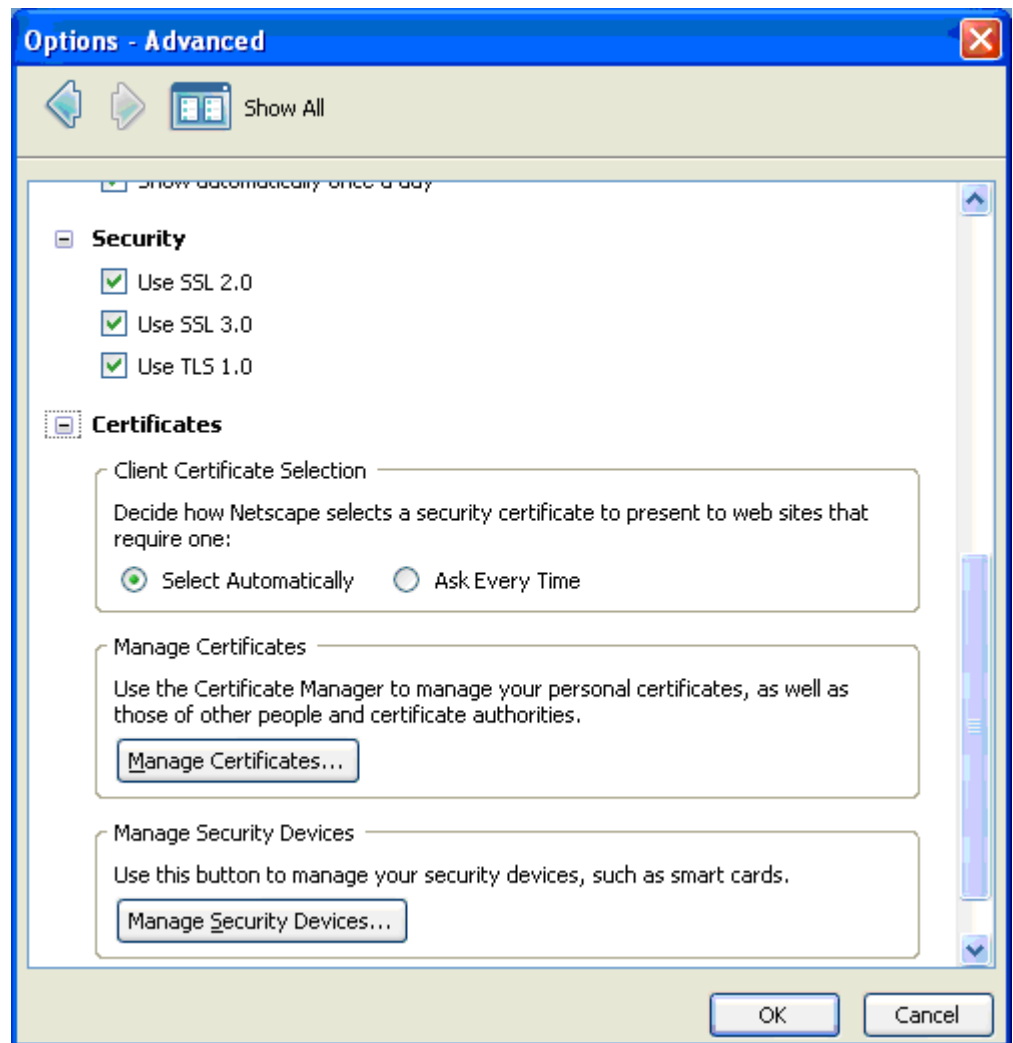 Options - Advanced
Show All
Show automatically once a day
Security
Use SSL 2.0
Use SSL 3.0
Use TLS 1.0
Certificates
Client Certificate Selection
Decide how Netscape selects a security certificate to present to web sites that
require one:
Select Automatically Ask Every Time
Manage Certificates
Use the Certificate Manager to manage your personal certificates, as well as
those of other people and certificate authorities.
Manage Certificates...
Manage Security Devices
Use this button to manage your security devices, such as smart cards.
Manage Security Devices...
OK Cancel